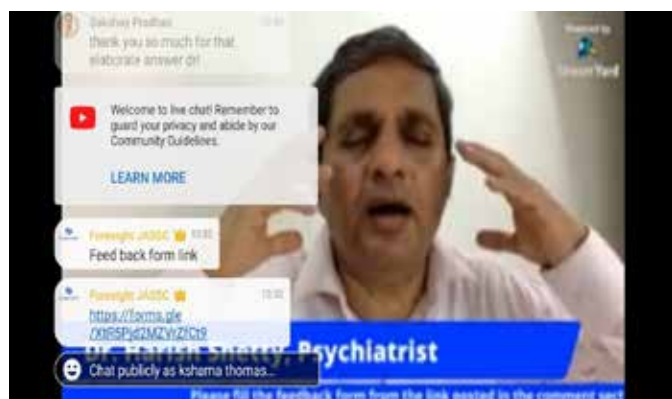 Sakshay Pradhan
thank you so much for that
elaborate answer dr!
Powered by
StreamYard
Welcome to live chat! Remember to
guard your privacy and abide by our
Community Guidelines.
LEARN MORE
Foresight JASSC
Feed back form link
Foresight JASSC
https://forms.gle
Dr. Harish Shetty, Psychiatrist
Chat publicly as kshama thomas...
Please fill the feedback form from the link posted in the comment sect